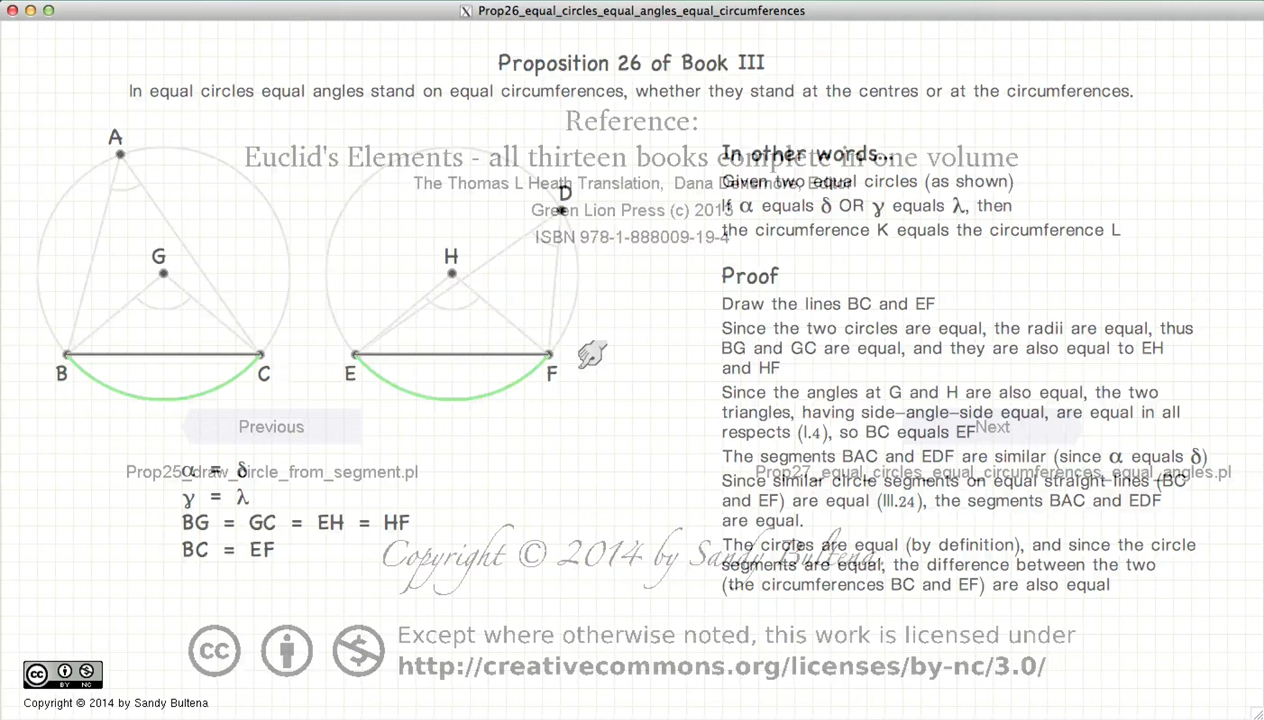 Prop26_equal_circles_equal_angles_equal_circumferences
Proposition 26 of Book III
In equal circles equal angles stand on equal circumferences, whether they stand at the centres or at the circumferences.
Reference:
Euclid's Elements - all thirteen books complete in one volume
The Thomas L Heath Translation, Dana Densmore, Editor
Green Lion Press (c) 2013
ISBN 978-1-888009-19-4
A
G
B
C
D
H
E
F
In other words...
Given two equal circles (as shown)
If α equals δ OR γ equals λ, then
the circumference K equals the circumference L
Proof
Draw the lines BC and EF
Since the two circles are equal, the radii are equal, thus
BG and GC are equal, and they are also equal to EH
and HF
Since the angles at G and H are also equal, the two
triangles, having side-angle-side equal, are equal in all
respects (I.4), so BC equals EF
The segments BAC and EDF are similar (since α equals δ)
Since similar circle segments on equal straight lines (BC
and EF) are equal (III.24), the segments BAC and EDF
are equal.
The circles are equal (by definition), and since the circle
segments are equal, the difference between the two
(the circumferences BC and EF) are also equal
Previous
Next
Prop25_draw_circle_from_segment.pl
Prop27_equal_circles_equal_circumferences_equal_angles.pl
α = δ
γ = λ
BG = GC = EH = HF
BC = EF
Copyright © 2014 by Sandy Bultena,
Except where otherwise noted, this work is licensed under
http://creativecommons.org/licenses/by-nc/3.0/
cc
BY NC
Copyright © 2014 by Sandy Bultena